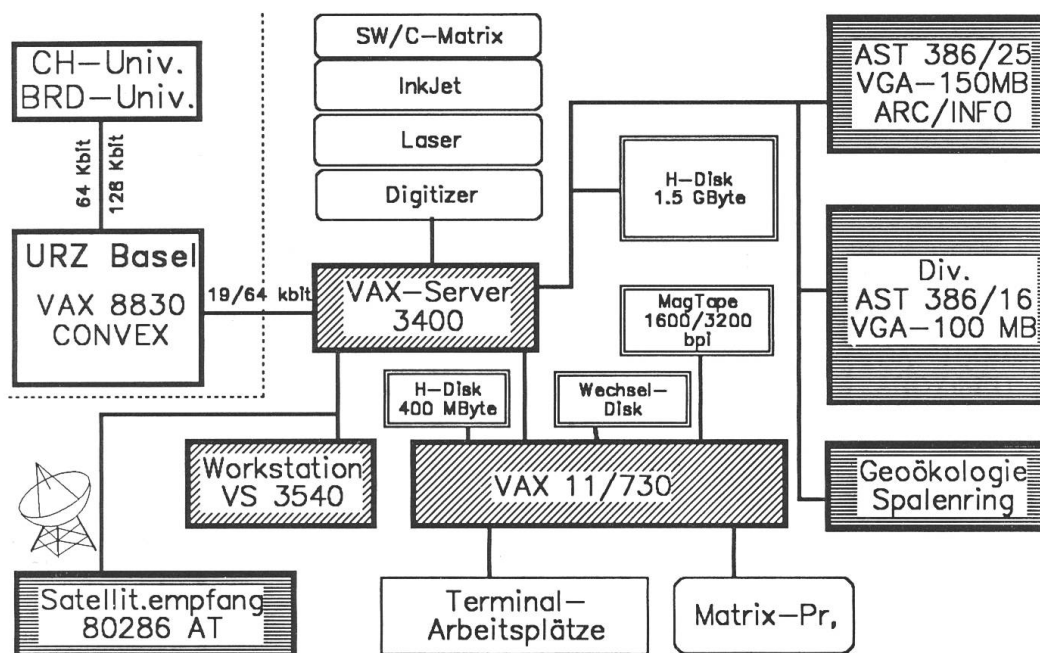 CH-Univ.
BRD-Univ.
64 Kbit
128 Kbit
URZ Basel
VAX 8830
CONVEX
19/64 kbit
SW/C-Matrix
InkJet
Laser
Digitizer
VAX-Server
3400
H-Disk
1.5 GByte
MagTape
1600/3200
bpi
H-Disk
400 MByte
Wechsel-
Disk
Workstation
VS 3540
VAX 11/730
Satellit.empfang
80286 AT
Terminal-
Arbeitsplätze
Matrix-Pr,
AST 386/25
VGA-150MB
ARC/INFO
Div.
AST 386/16
VGA-100 MB
Geoökologie
Spalenring